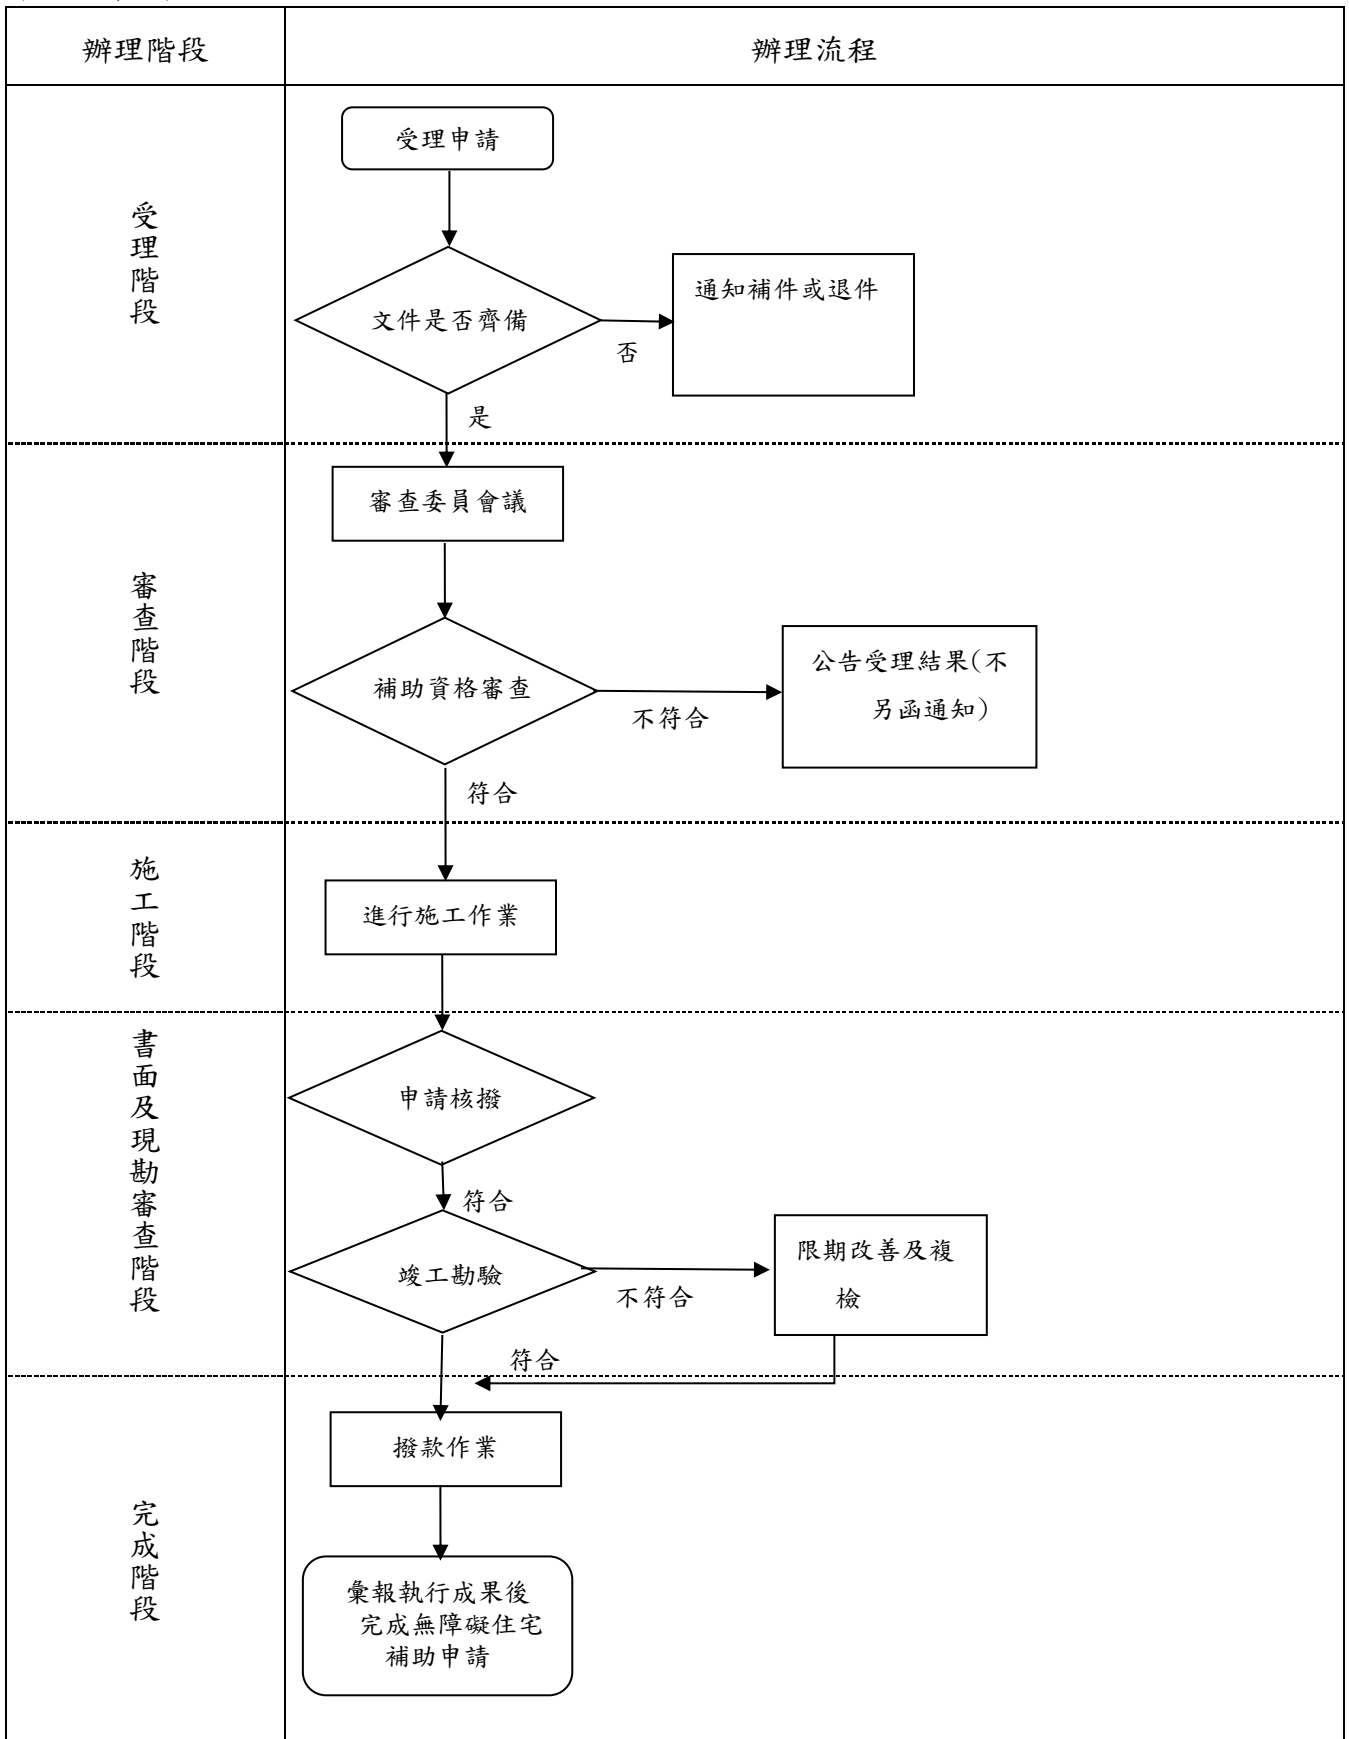 辦理階段
辦理流程
受理階段
受理申請
文件是否齊備
否
通知補件或退件
是
審查階段
審查委員會議
補助資格審查
不符合
公告受理結果(不
另函通知)
符合
施工階段
進行施工作業
書面及現勘審查階段
申請核撥
符合
竣工勘驗
不符合
限期改善及複
檢
符合
完成階段
撥款作業
彙報執行成果後
完成無障礙住宅
補助申請